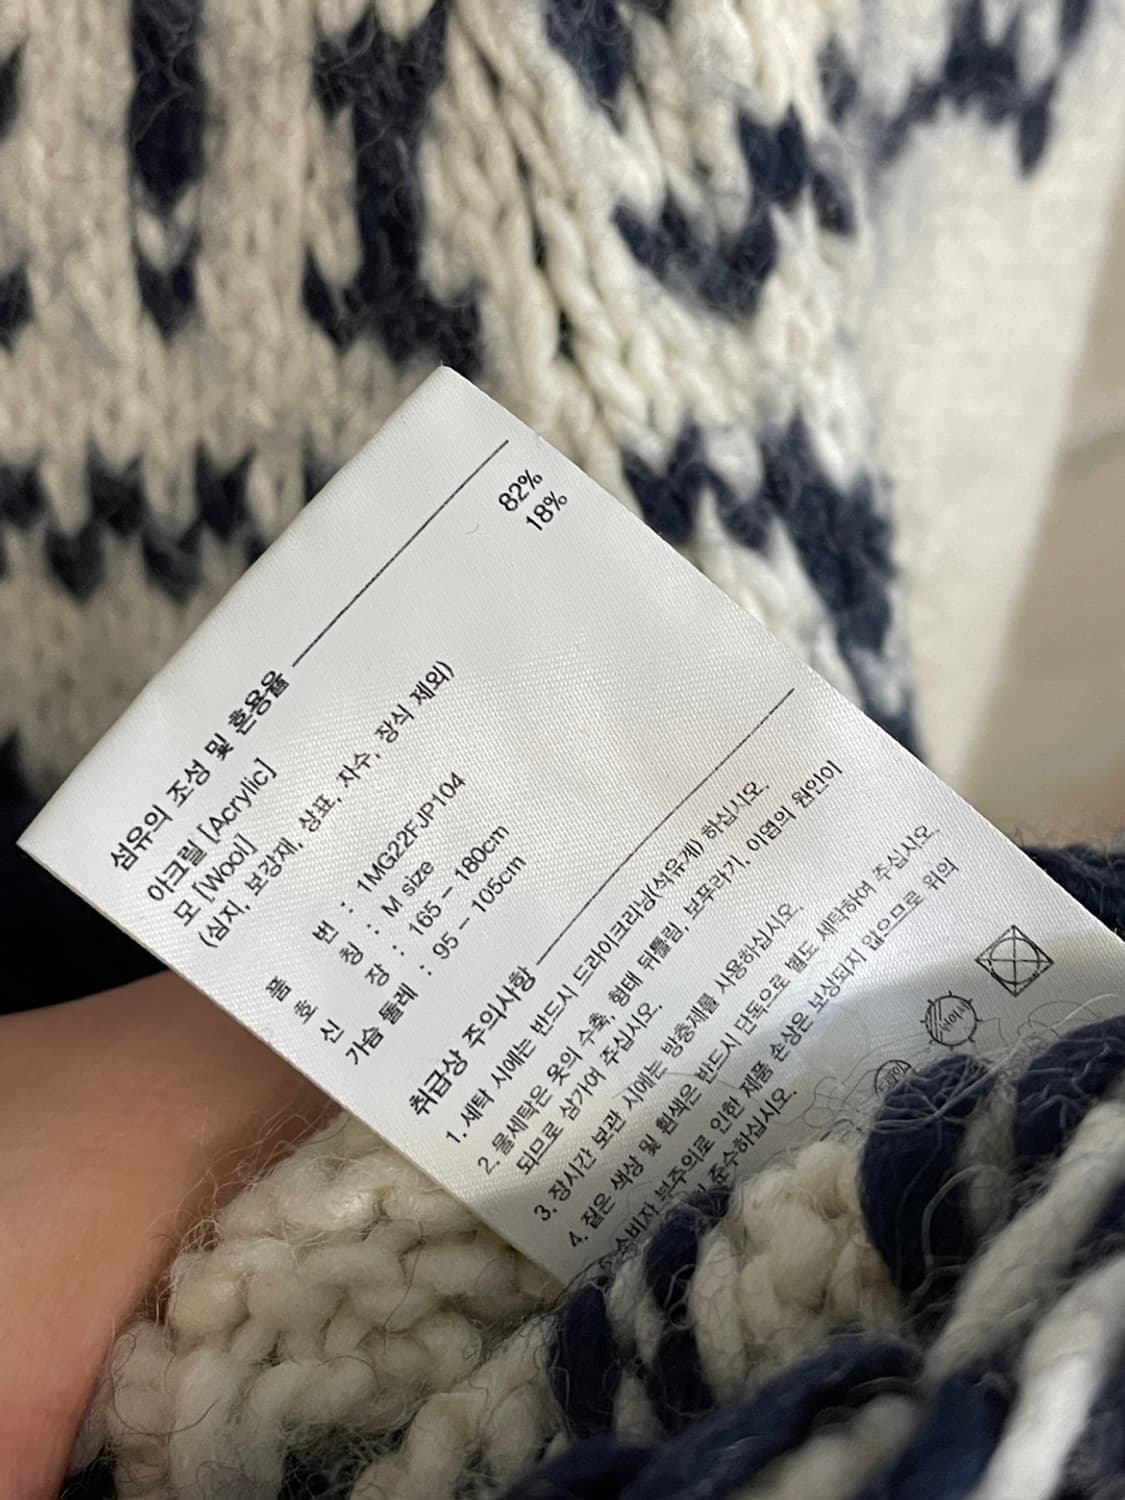 섬유의 조성 및 혼용율
아크릴 [Acrylic] 82%
모 [Wool] 18%
(심지, 보강재, 상표, 자수, 장식 제외)
품 번 : 1MG22FJP104
호 칭 : M size
신 장 : 165 – 180cm
가슴 둘레 : 95 – 105cm
취급상 주의사항
1. 세탁 시에는 반드시 드라이크리닝(석유계) 하십시오.
2. 물세탁은 옷의 수축, 형태 뒤틀림, 보푸라기, 이염의 원인이
되므로 삼가여 주십시오.
3. 장시간 보관 시에는 방충제를 사용하십시오.
4. 짙은 색상 및 흰색은 반드시 단독으로 별도 세탁하여 주십시오.
소비자 부주의로 인한 제품 손상은 보상되지 않으므로 위의
준수하십시오.